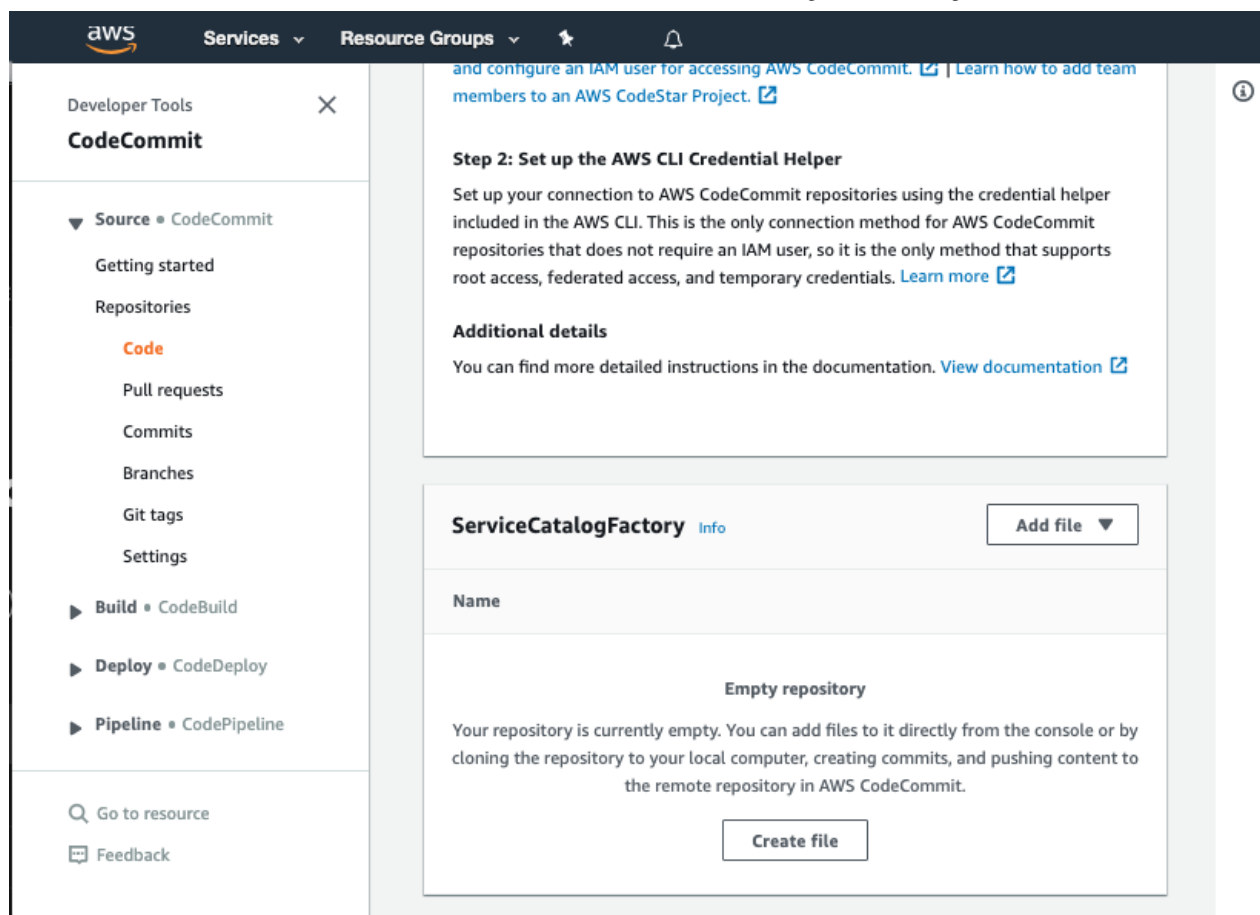 aws
Services
Resource Groups
Developer Tools
CodeCommit
Source • CodeCommit
Getting started
Repositories
Code
Pull requests
Commits
Branches
Git tags
Settings
Build • CodeBuild
Deploy • CodeDeploy
Pipeline • CodePipeline
Go to resource
Feedback
and configure an IAM user for accessing AWS CodeCommit. | Learn how to add team
members to an AWS CodeStar Project.
Step 2: Set up the AWS CLI Credential Helper
Set up your connection to AWS CodeCommit repositories using the credential helper
included in the AWS CLI. This is the only connection method for AWS CodeCommit
repositories that does not require an IAM user, so it is the only method that supports
root access, federated access, and temporary credentials. Learn more
Additional details
You can find more detailed instructions in the documentation. View documentation
ServiceCatalogFactory Info
Add file
Name
Empty repository
Your repository is currently empty. You can add files to it directly from the console or by
cloning the repository to your local computer, creating commits, and pushing content to
the remote repository in AWS CodeCommit.
Create file